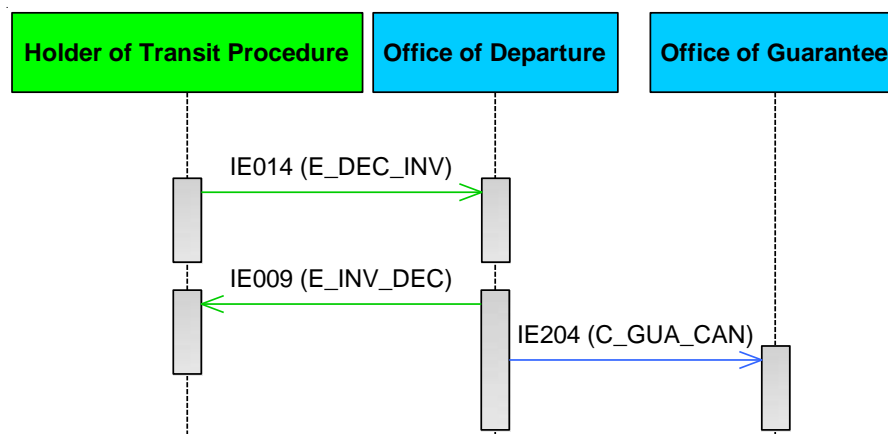 Holder of Transit Procedure
Office of Departure
Office of Guarantee
IE014 (E_DEC_INV)
IE009 (E_INV_DEC)
IE204 (C_GUA_CAN)